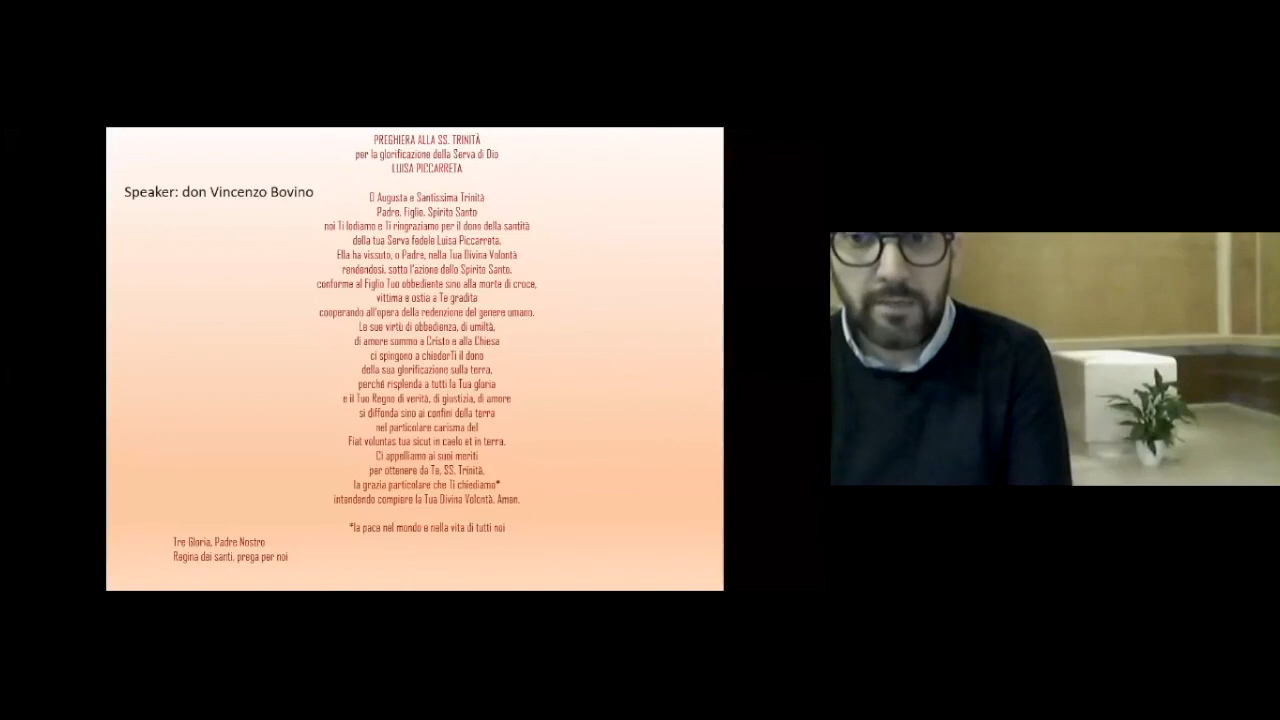 PREGHIERA ALLA SS. TRINITÀ
per la glorificazione della Serva di Dio
LUISA PICCARRETA
Speaker: don Vincenzo Bovino
O Augusta e Santissima Trinità
Padre, Figlio, Spirito Santo
noi Ti lodiamo e Ti ringraziamo per il dono della santità
della tua Serva fedele Luisa Piccarreta.
Ella ha vissuto, o Padre, nella Tua Divina Volontà
rendendosi, sotto l'azione dello Spirito Santo,
conforme al Figlio Tuo obbediente sino alla morte di croce,
vittima e ostia a Te gradita
cooperando all'opera della redenzione del genere umano.
Le sue virtù di obbedienza, di umiltà,
di amore sommo a Cristo e alla Chiesa
ci spingono a chiederTi il dono
della sua glorificazione sulla terra,
perché risplenda a tutti la Tua gloria
e il Tuo Regno di verità, di giustizia, di amore
si diffonda sino ai confini della terra
nel particolare carisma del
Fiat voluntas tua sicut in caelo et in terra.
Ci appelliamo ai suoi meriti
per ottenere da Te, SS. Trinità,
la grazia particolare che Ti chiediamo*
intendendo compiere la Tua Divina Volontà. Amen.
*la pace nel mondo e nella vita di tutti noi
Tre Gloria, Padre Nostro
Regina dei santi, prega per noi